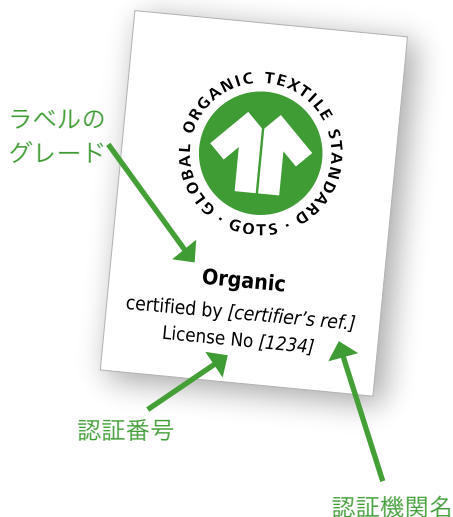 GLOBAL ORGANIC TEXTILE STANDARD
· GOTS ·
ラベルの
グレード
Organic
certified by [certifier’s ref.]
License No [1234]
認証番号
認証機関名